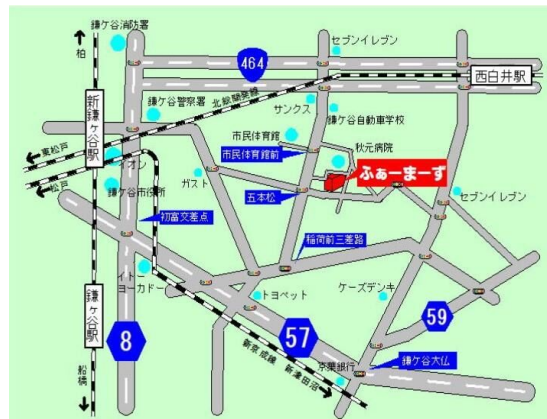 鎌ケ谷消防署
セブンイレブン
柏
464
西白井駅
北総開発線
サンクス
鎌ケ谷警察署
鎌ケ谷自動車学校
新鎌ヶ谷駅
市民体育館
秋元病院
東松戸
イオン
市民体育館前
ふぁーまーず
松戸
鎌ケ谷市役所
ガスト
五本松
セブンイレブン
初富交差点
稲荷前三差路
イトーヨーカドー
トヨペット
ケーズデンキ
鎌ケ谷駅
8
57
59
新京成線
新津田沼
京葉銀行
鎌ケ谷大仏
船橋